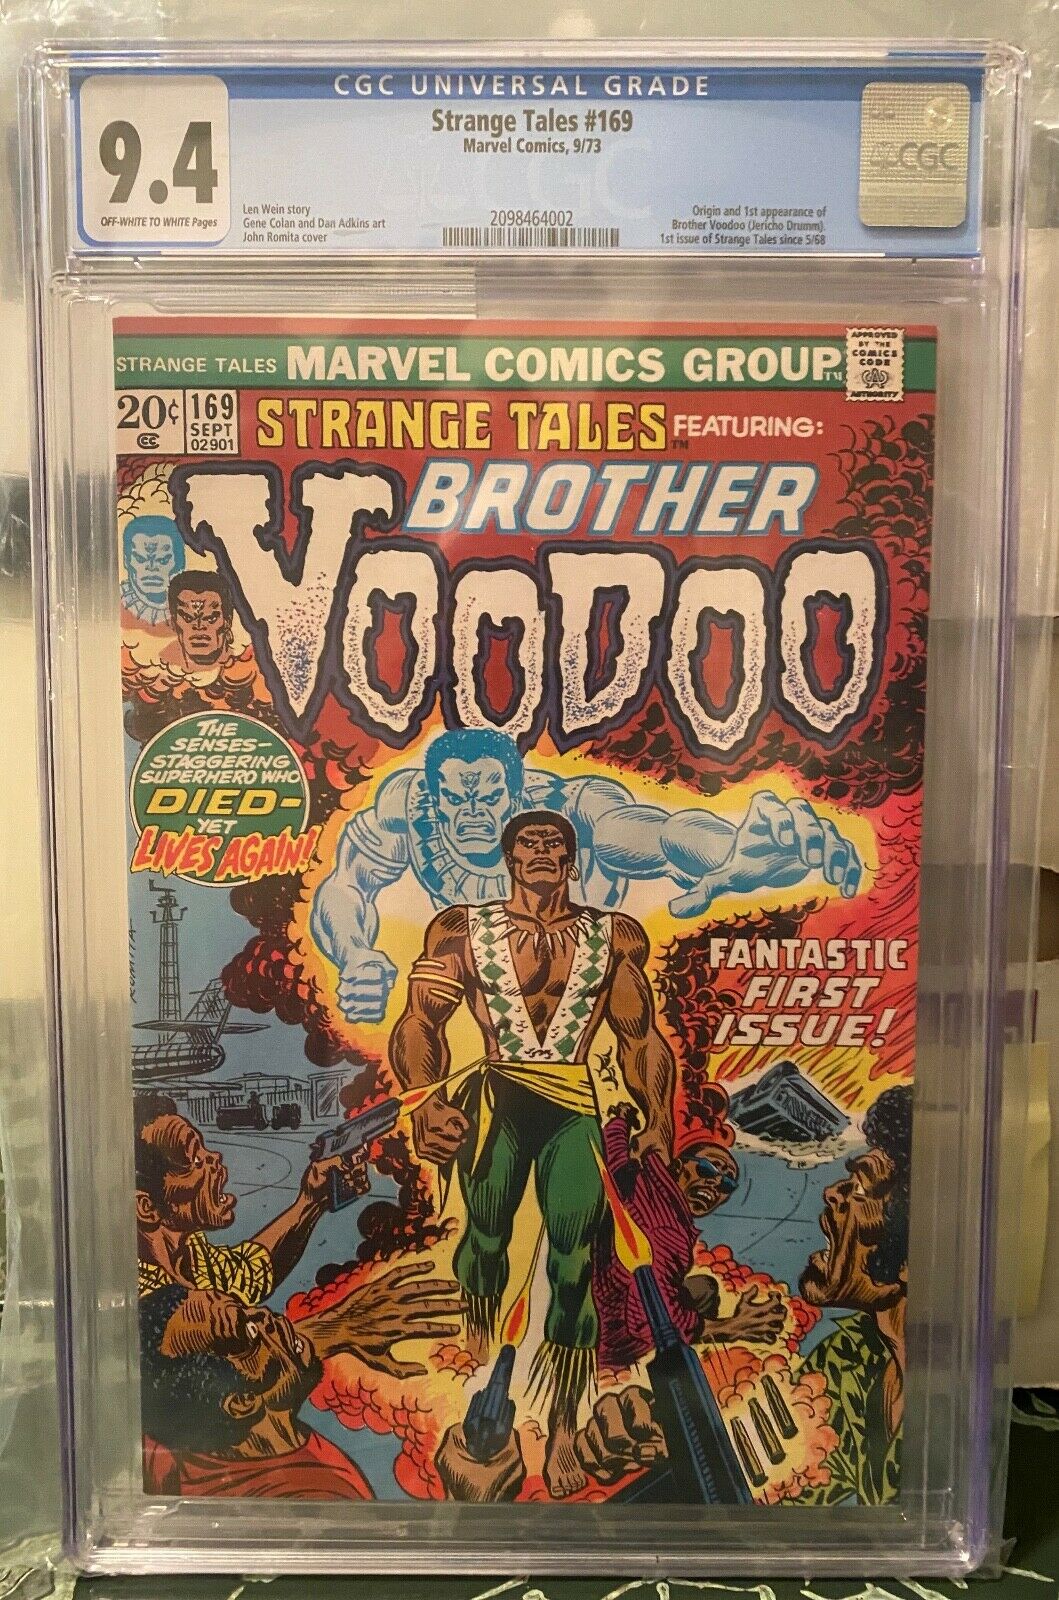 CGC UNIVERSAL GRADE
9.4
OFF-WHITE TO WHITE Pages
Strange Tales #169
Marvel Comics, 9/73
Len Wein story
Gene Colan and Dan Adkins art
John Romita cover
2098464002
Origin and 1st appearance of
Brother Voodoo (Jericho Drumm).
1st issue of Strange Tales since 5/68
CGC
STRANGE TALES MARVEL COMICS GROUP TM
APPROVED
BY THE
COMICS
CODE
AUTHORITY
20¢
CC
169
SEPT
02901
STRANGE TALES TM FEATURING:
BROTHER
VOODOO
THE
SENSES-
STAGGERING
SUPERHERO WHO
DIED-
YET
LIVES AGAIN!
ROMITA
FANTASTIC
FIRST
ISSUE!